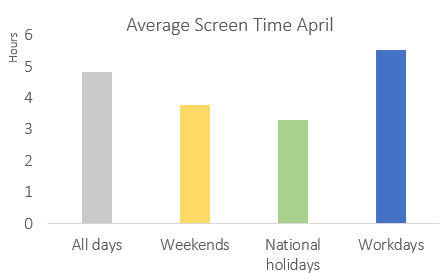 Average Screen Time April
Hours
6
5
4
3
2
1
0
All days
Weekends
National
holidays
Workdays